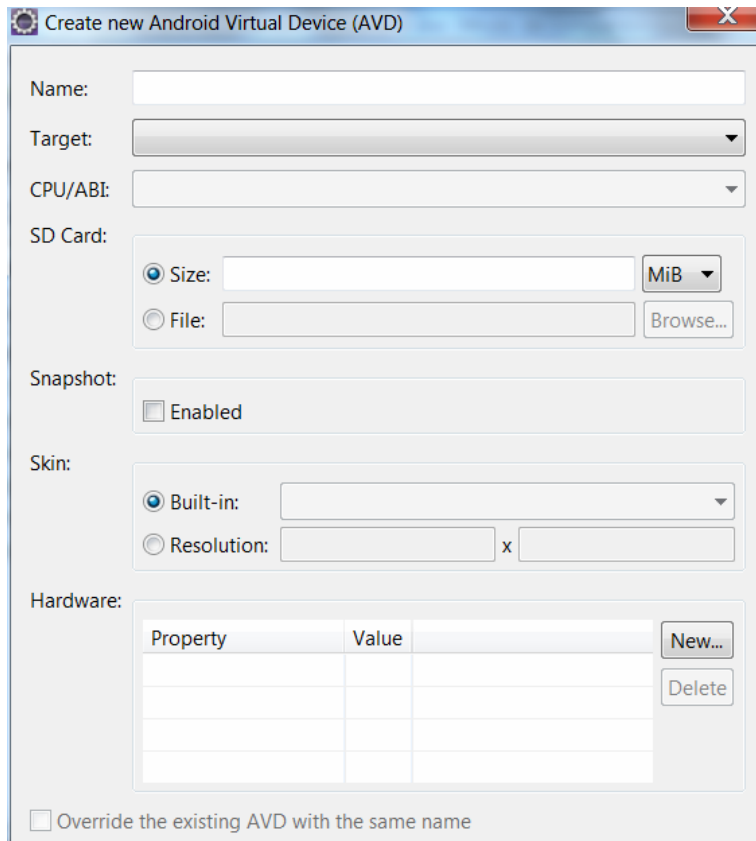 Create new Android Virtual Device (AVD)
Name:
Target:
CPU/ABI:
SD Card:
Size: MiB
File: Browse...
Snapshot:
Enabled
Skin:
Built-in:
Resolution: x
Hardware:
Property Value New...
Delete
Override the existing AVD with the same name